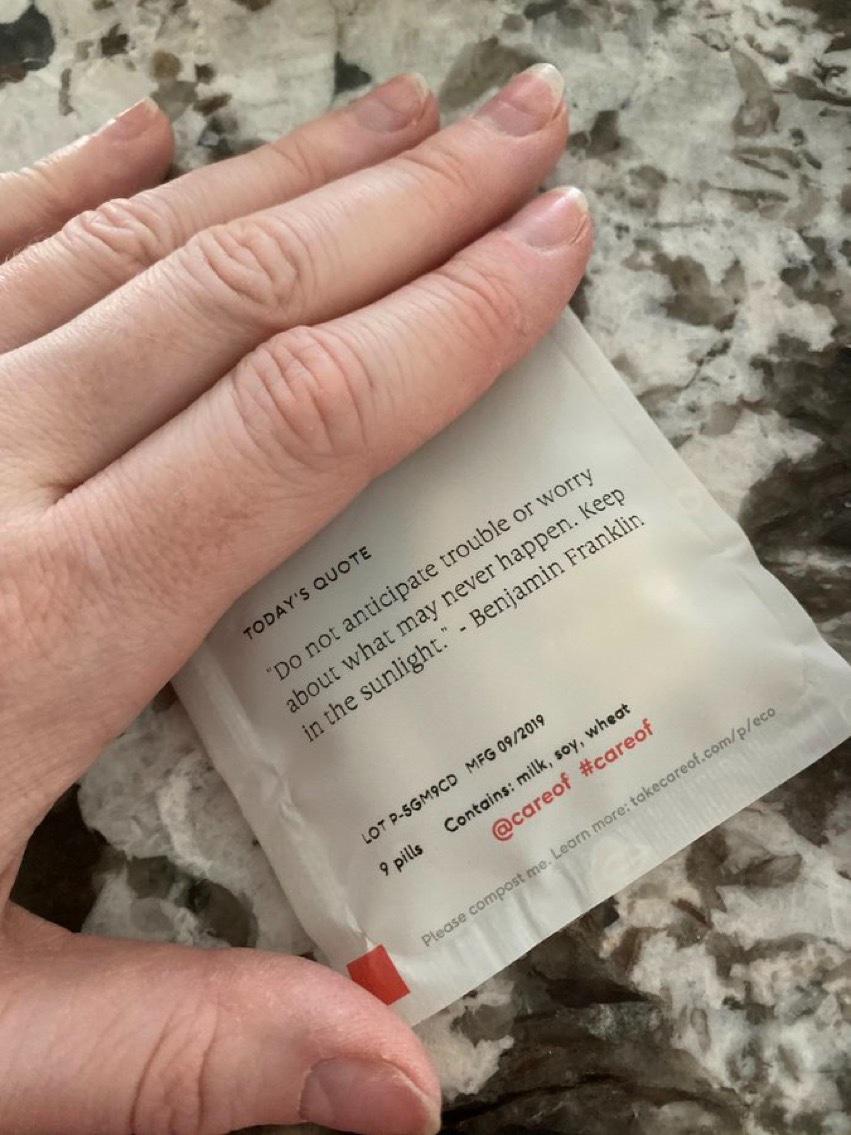 TODAY'S QUOTE
"Do not anticipate trouble or worry
about what may never happen. Keep
in the sunlight." - Benjamin Franklin
LOT P-5GM9CD MFG 09/2019
9 pills Contains: milk, soy, wheat
@careof #careof
Please compost me. Learn more: takecareof.com/p/eco